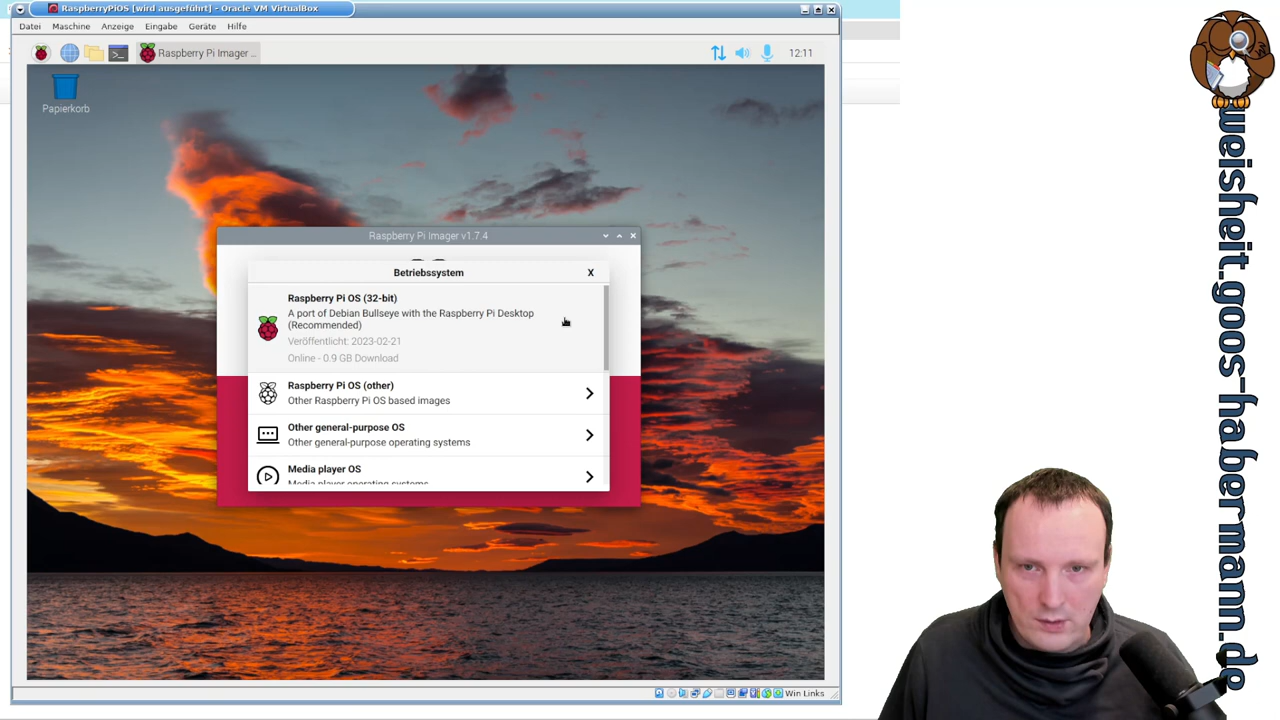 RaspberryPiOS [wird ausgeführt] - Oracle VM VirtualBox
Datei Maschine Anzeige Eingabe Geräte Hilfe
Raspberry Pi Imager ..
12:11
Papierkorb
Raspberry Pi Imager v1.7.4
Betriebssystem
X
Raspberry Pi OS (32-bit)
A port of Debian Bullseye with the Raspberry Pi Desktop
(Recommended)
Veröffentlicht: 2023-02-21
Online - 0.9 GB Download
Raspberry Pi OS (other)
Other Raspberry Pi OS based images
Other general-purpose OS
Other general-purpose operating systems
Media player OS
Media player operating systems
Win Links
weisheit.goos-habermann.de